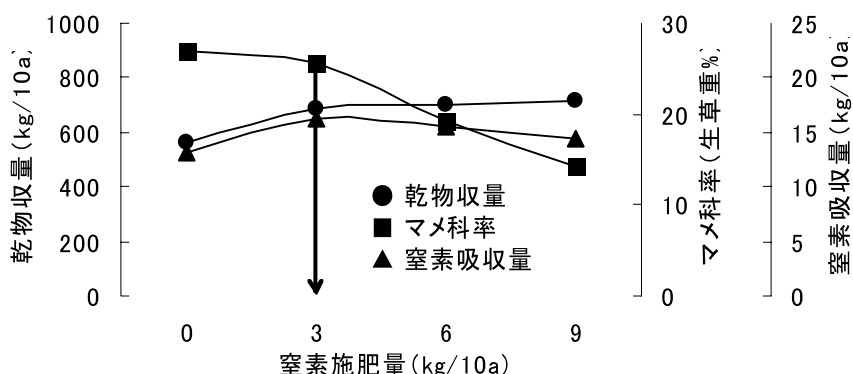 乾物収量(kg/10a)
1000
800
600
400
200
0
0
3
6
9
窒素施肥量(kg/10a)
乾物収量
マメ科率
窒素吸収量
マメ科率(生草重%)
30
20
10
0
窒素吸収量(kg/10a)
25
20
15
10
5
0